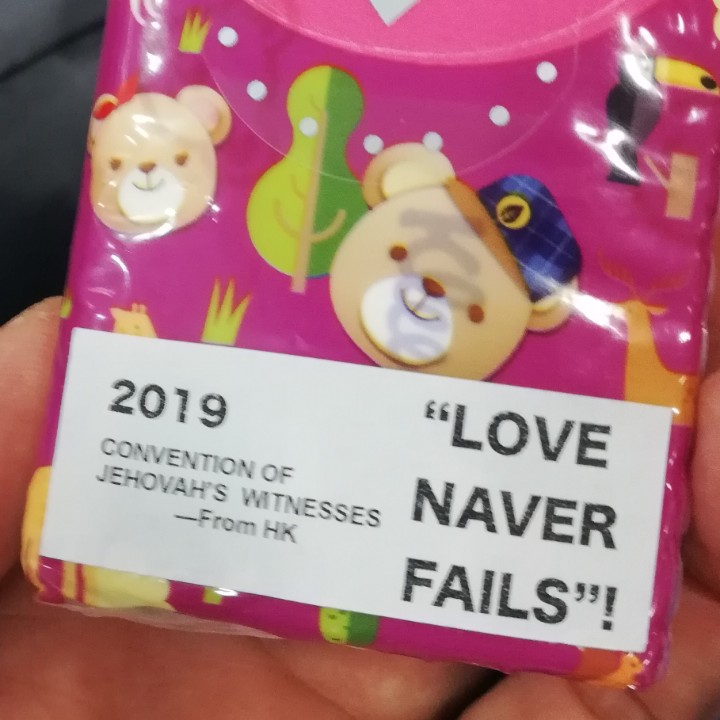 2019
CONVENTION OF
JEHOVAH'S WITNESSES
—From HK
“LOVE
NAVER
FAILS”!